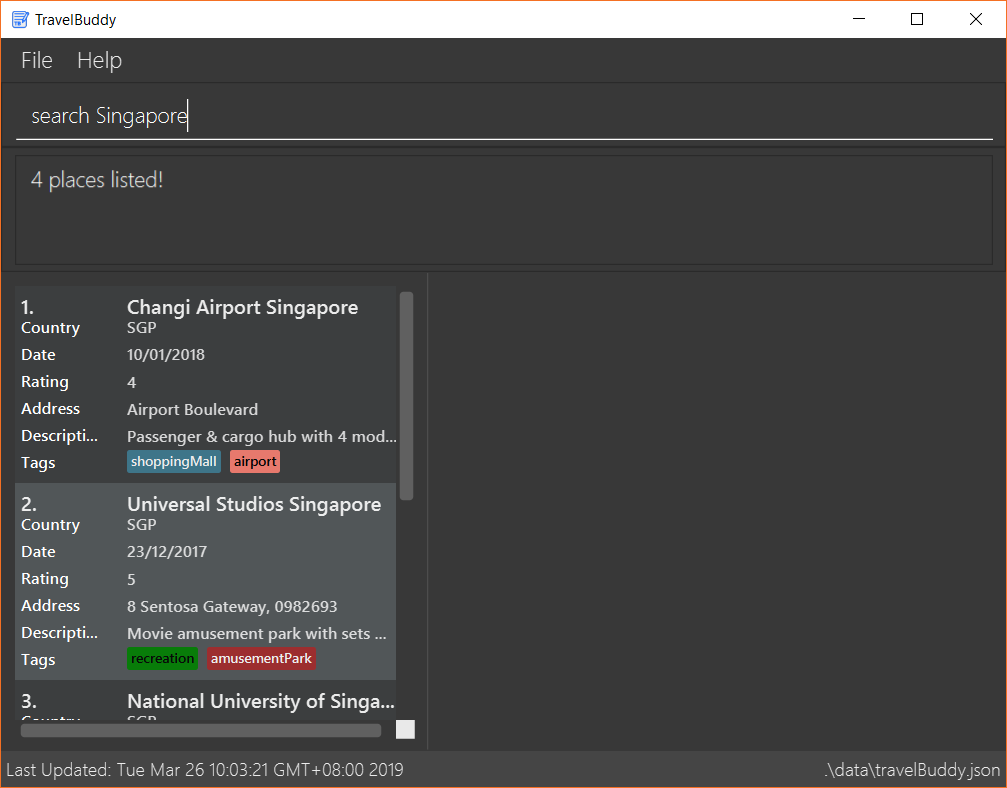 TravelBuddy
File Help
search Singapore
4 places listed!
1. Changi Airport Singapore
Country SGP
Date 10/01/2018
Rating 4
Address Airport Boulevard
Descripti... Passenger & cargo hub with 4 mod...
Tags shoppingMall airport
2. Universal Studios Singapore
Country SGP
Date 23/12/2017
Rating 5
Address 8 Sentosa Gateway, 0982693
Descripti... Movie amusement park with sets ...
Tags recreation amusementPark
3. National University of Singa...
Country SGP
Last Updated: Tue Mar 26 10:03:21 GMT+08:00 2019 .\data\travelBuddy.json